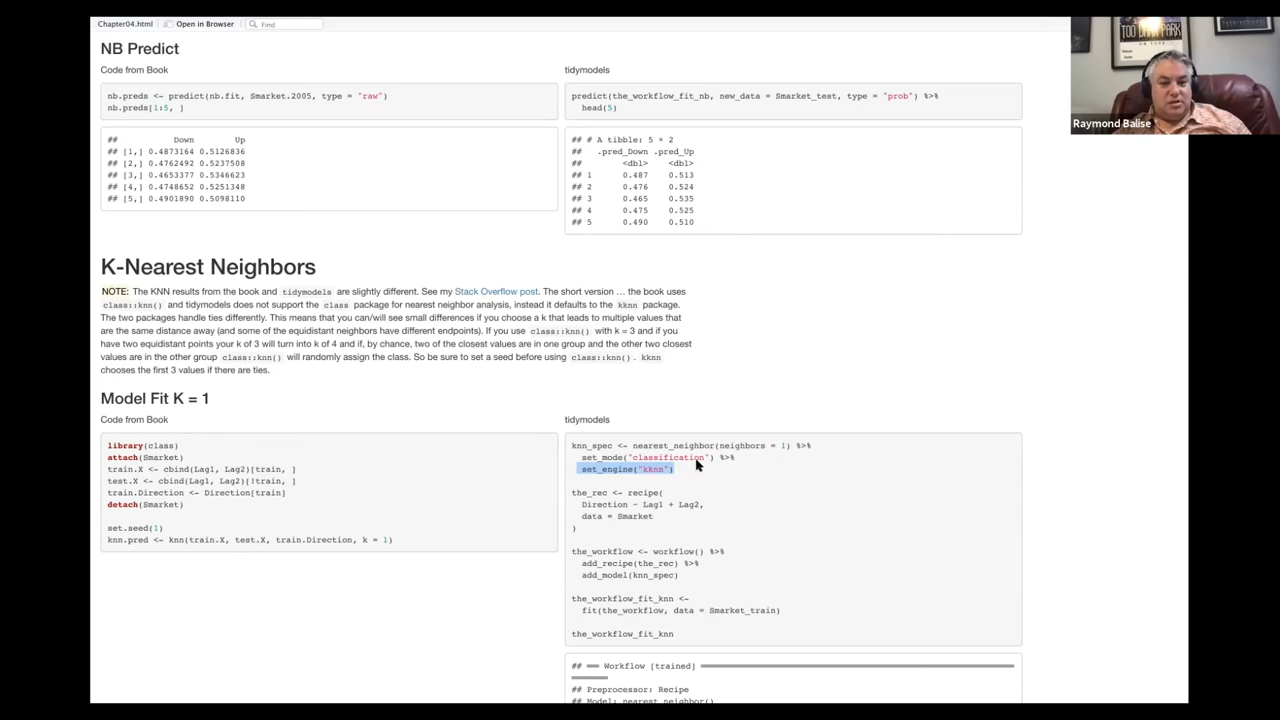 Chapter04.html
Open in Browser
Find
NB Predict
Code from Book
nb.preds <- predict(nb.fit, Smarket.2005, type = "raw")
nb.preds[1:5, ]
## Down Up
## [1,] 0.4873164 0.5126836
## [2,] 0.4762492 0.5237508
## [3,] 0.4653377 0.5346623
## [4,] 0.4748652 0.5251348
## [5,] 0.4901890 0.5098110
tidymodels
predict(the_workflow_fit_nb, new_data = Smarket_test, type = "prob") %>%
head(5)
## # A tibble: 5 × 2
## .pred_Down .pred_Up
## <dbl> <dbl>
## 1 0.487 0.513
## 2 0.476 0.524
## 3 0.465 0.535
## 4 0.475 0.525
## 5 0.490 0.510
TOO DARK PARK
Raymond Balise
K-Nearest Neighbors
NOTE: The KNN results from the book and tidymodels are slightly different. See my Stack Overflow post. The short version … the book uses
class::knn() and tidymodels does not support the class package for nearest neighbor analysis, instead it defaults to the kknn package.
The two packages handle ties differently. This means that you can/will see small differences if you choose a k that leads to multiple values that
are the same distance away (and some of the equidistant neighbors have different endpoints). If you use class::knn() with k = 3 and if you
have two equidistant points your k of 3 will turn into k of 4 and if, by chance, two of the closest values are in one group and the other two closest
values are in the other group class::knn() will randomly assign the class. So be sure to set a seed before using class::knn(). kknn
chooses the first 3 values if there are ties.
Model Fit K = 1
Code from Book
library(class)
attach(Smarket)
train.X <- cbind(Lag1, Lag2)[train, ]
test.X <- cbind(Lag1, Lag2)[!train, ]
train.Direction <- Direction[train]
detach(Smarket)
set.seed(1)
knn.pred <- knn(train.X, test.X, train.Direction, k = 1)
tidymodels
knn_spec <- nearest_neighbor(neighbors = 1) %>%
set_mode("classification") %>%
set_engine("kknn")
the_rec <- recipe(
Direction ~ Lag1 + Lag2,
data = Smarket
)
the_workflow <- workflow() %>%
add_recipe(the_rec) %>%
add_model(knn_spec)
the_workflow_fit_knn <-
fit(the_workflow, data = Smarket_train)
the_workflow_fit_knn
## ══ Workflow [trained] ══════════
## Preprocessor: Recipe
## Model: nearest_neighbor()